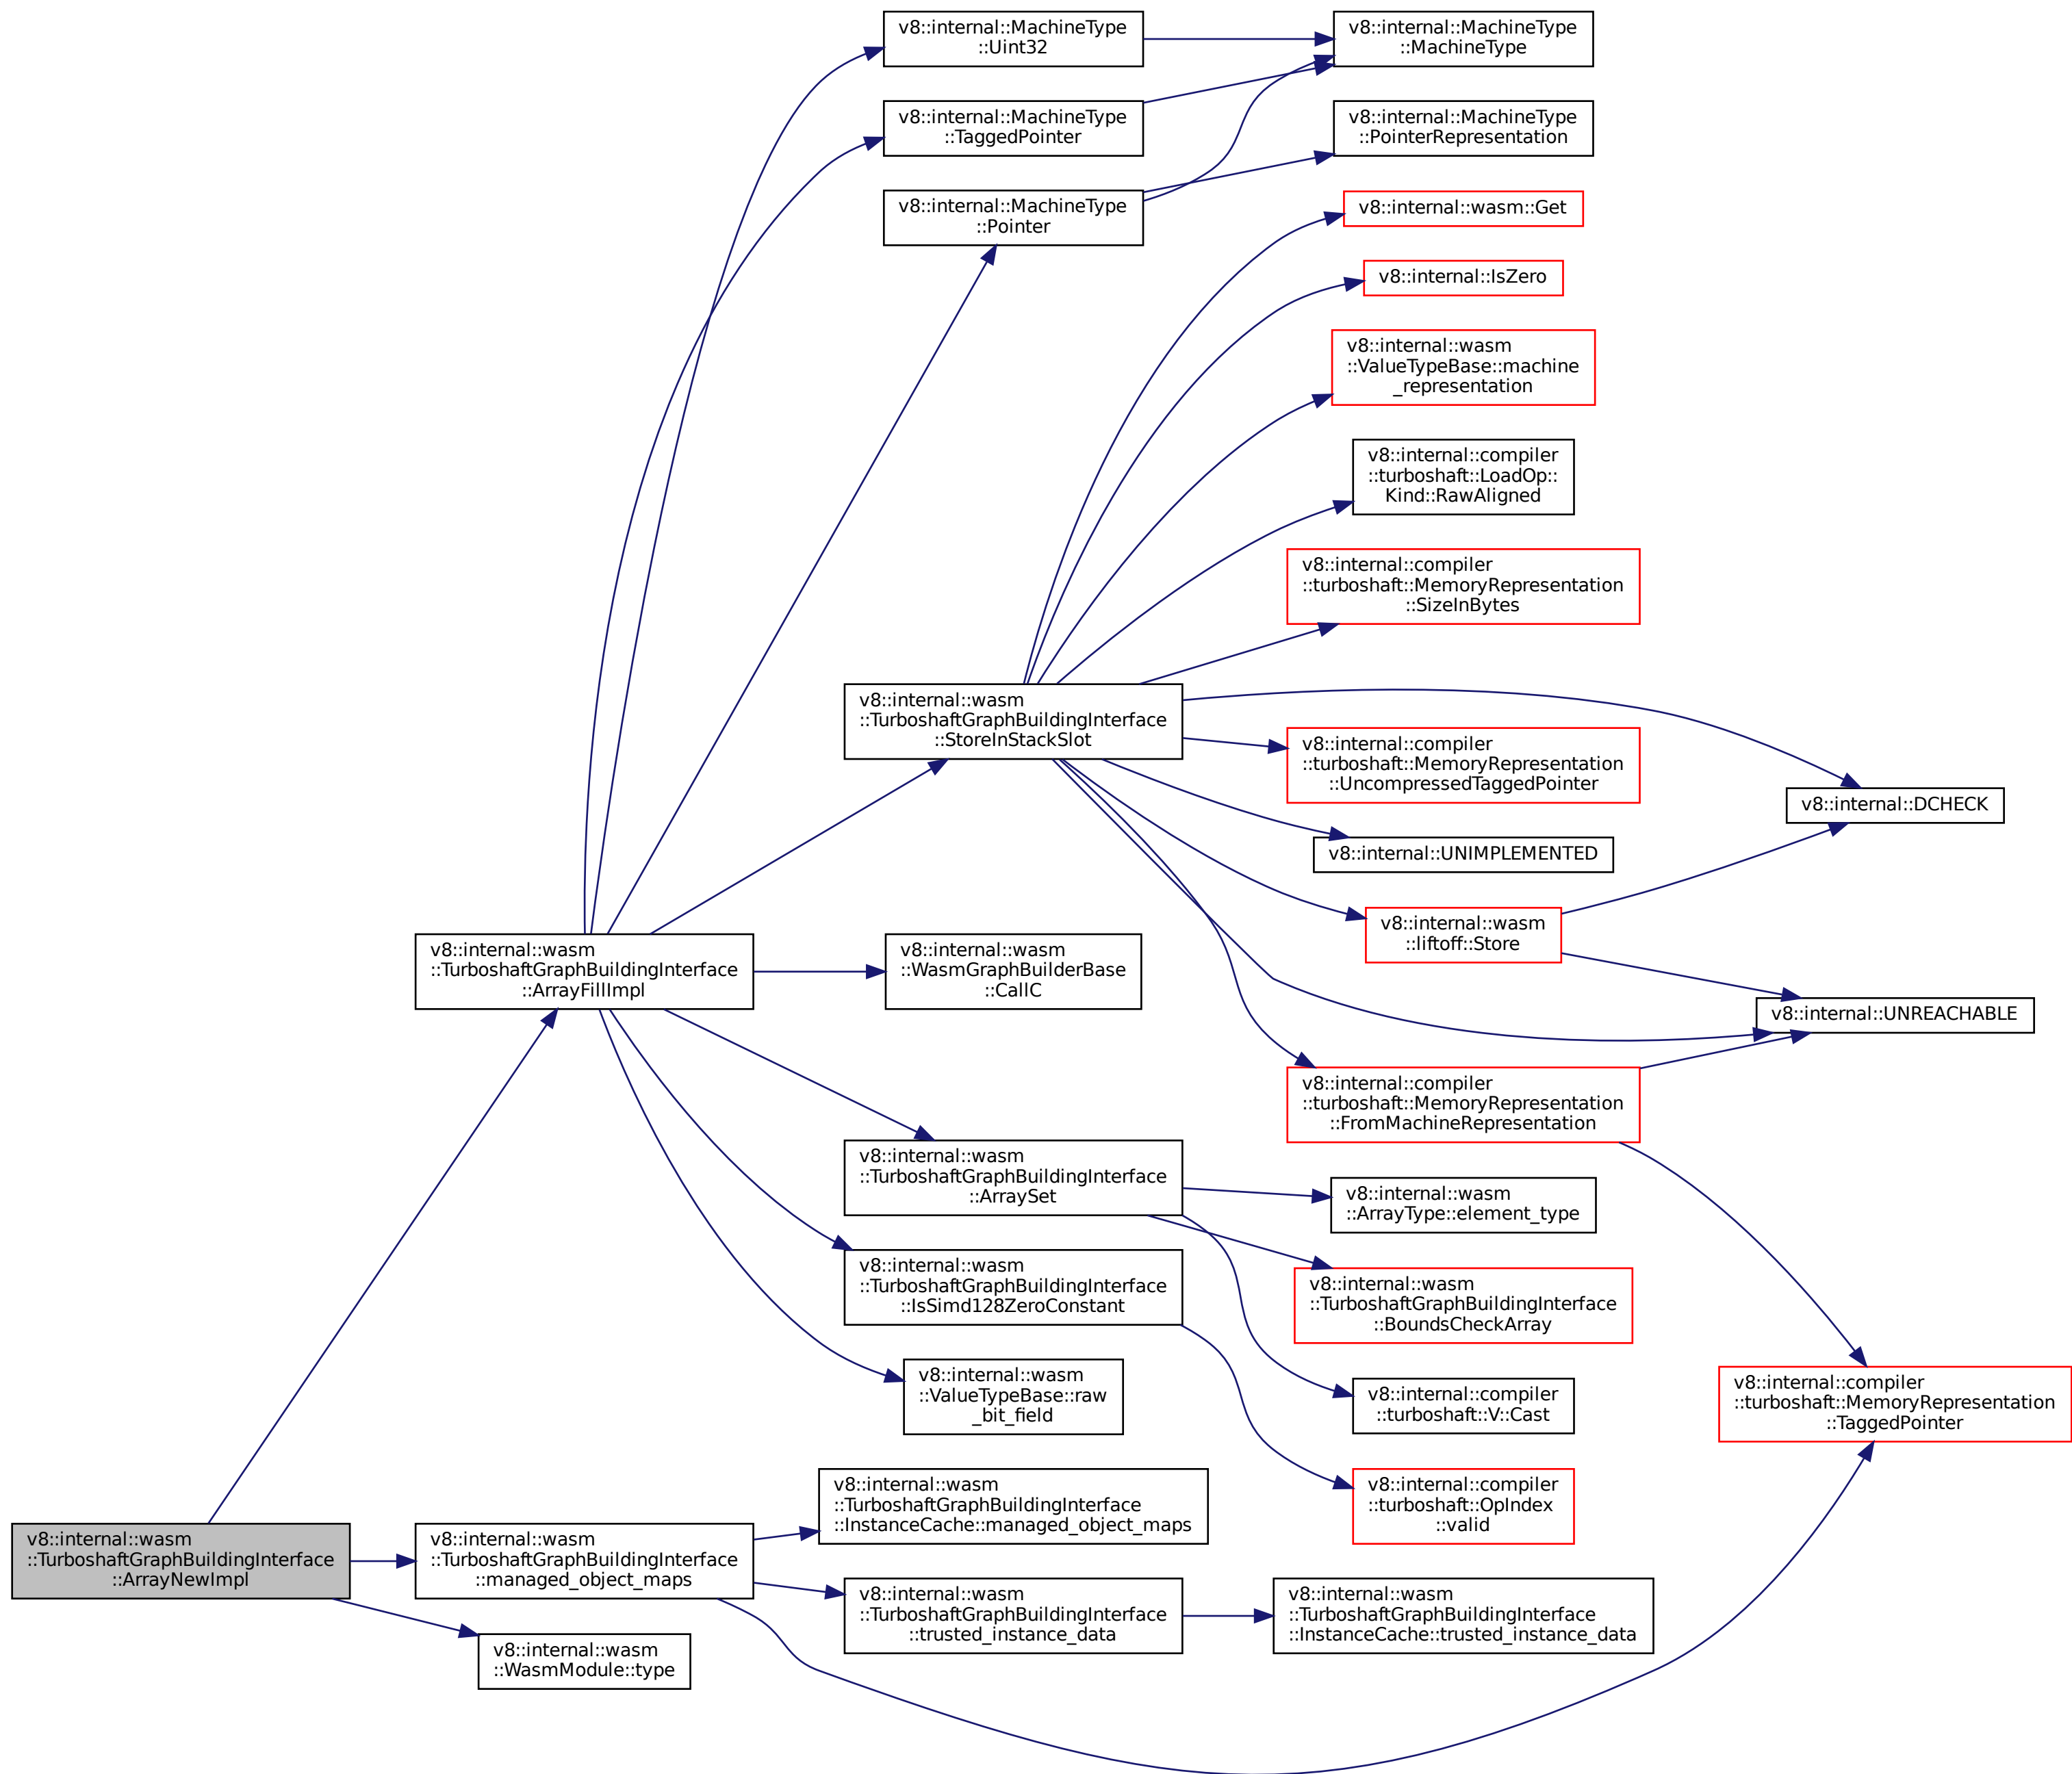 v8::internal::MachineType
::Uint32
v8::internal::MachineType
::MachineType
v8::internal::MachineType
::TaggedPointer
v8::internal::MachineType
::PointerRepresentation
v8::internal::MachineType
::Pointer
v8::internal::wasm::Get
v8::internal::IsZero
v8::internal::wasm
::ValueTypeBase::machine
_representation
v8::internal::compiler
::turboshaft::LoadOp::
Kind::RawAligned
v8::internal::compiler
::turboshaft::MemoryRepresentation
::SizeInBytes
v8::internal::wasm
::TurboshaftGraphBuildingInterface
::StoreInStackSlot
v8::internal::compiler
::turboshaft::MemoryRepresentation
::UncompressedTaggedPointer
v8::internal::DCHECK
v8::internal::UNIMPLEMENTED
v8::internal::wasm
::liftoff::Store
v8::internal::wasm
::TurboshaftGraphBuildingInterface
::ArrayFillImpl
v8::internal::wasm
::WasmGraphBuilderBase
::CallC
v8::internal::UNREACHABLE
v8::internal::compiler
::turboshaft::MemoryRepresentation
::FromMachineRepresentation
v8::internal::wasm
::TurboshaftGraphBuildingInterface
::ArraySet
v8::internal::wasm
::ArrayType::element_type
v8::internal::wasm
::TurboshaftGraphBuildingInterface
::IsSimd128ZeroConstant
v8::internal::wasm
::TurboshaftGraphBuildingInterface
::BoundsCheckArray
v8::internal::wasm
::ValueTypeBase::raw
_bit_field
v8::internal::compiler
::turboshaft::V::Cast
v8::internal::compiler
::turboshaft::MemoryRepresentation
::TaggedPointer
v8::internal::wasm
::TurboshaftGraphBuildingInterface
::InstanceCache::managed_object_maps
v8::internal::compiler
::turboshaft::OpIndex
::valid
v8::internal::wasm
::TurboshaftGraphBuildingInterface
::ArrayNewImpl
v8::internal::wasm
::TurboshaftGraphBuildingInterface
::managed_object_maps
v8::internal::wasm
::TurboshaftGraphBuildingInterface
::trusted_instance_data
v8::internal::wasm
::TurboshaftGraphBuildingInterface
::InstanceCache::trusted_instance_data
v8::internal::wasm
::WasmModule::type